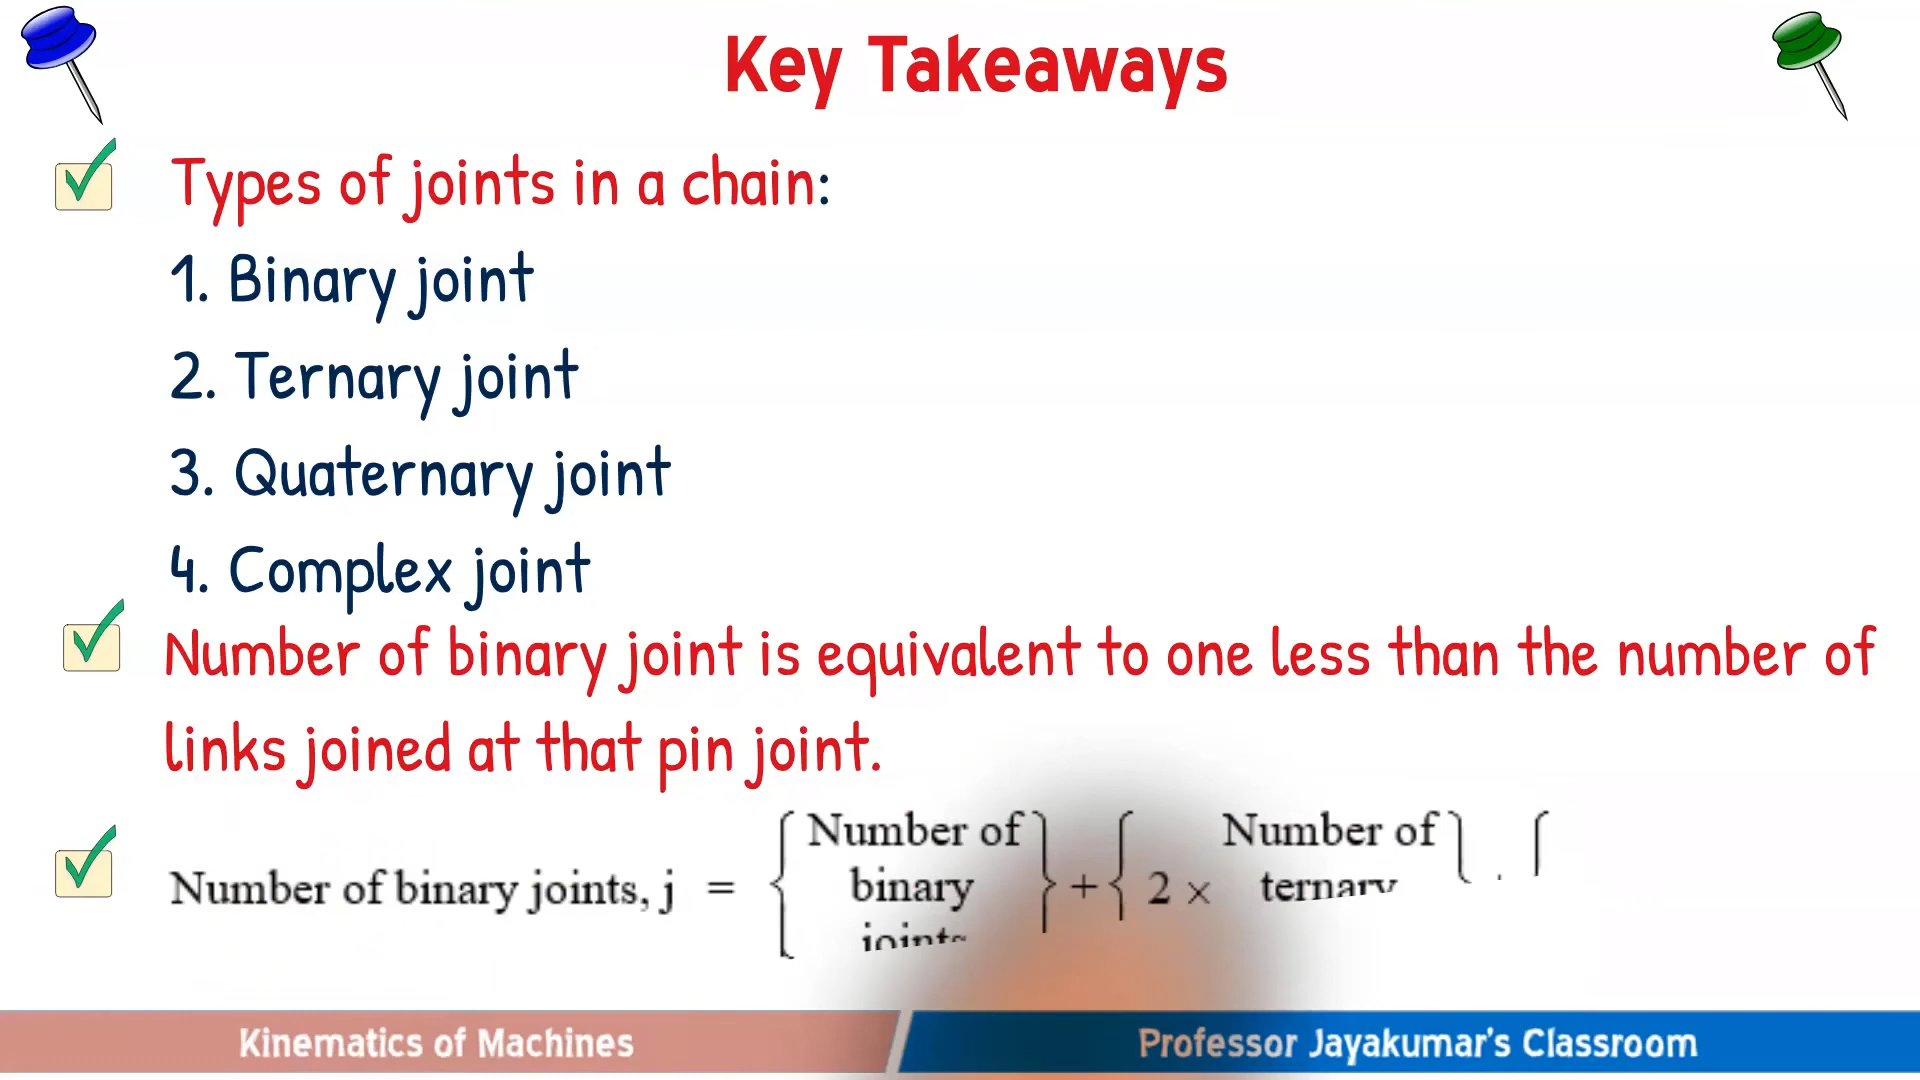 Key Takeaways
Types of joints in a chain:
1. Binary joint
2. Ternary joint
3. Quaternary joint
4. Complex joint
Number of binary joint is equivalent to one less than the number of
links joined at that pin joint.
Number of binary joints, j = { Number of binary joints } + { 2 × Number of ternary } {
Kinematics of Machines
Professor Jayakumar's Classroom